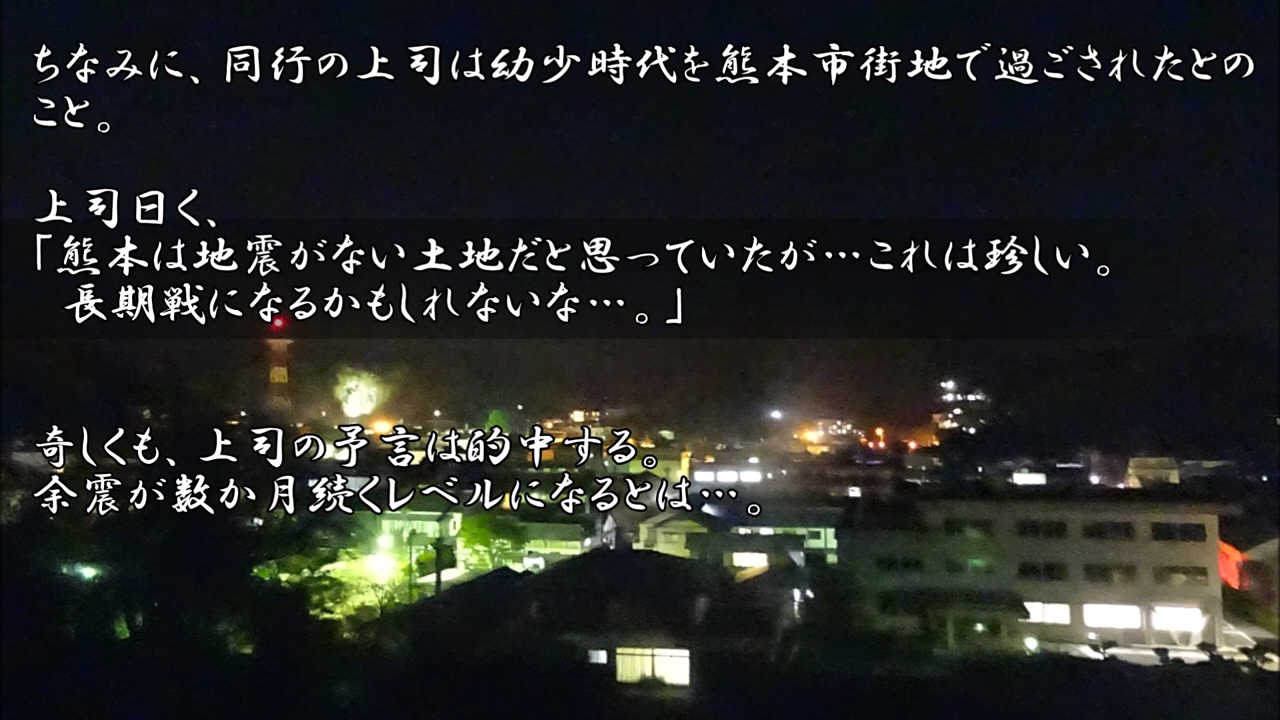 ちなみに、同行の上司は幼少時代を熊本市街地で過ごされたとの
こと。
上司曰く、
「熊本は地震がない土地だと思っていたが…これは珍しい。
長期戦になるかもしれないな…。」
奇しくも、上司の予言は的中する。
余震が数か月続くレベルになるとは…。